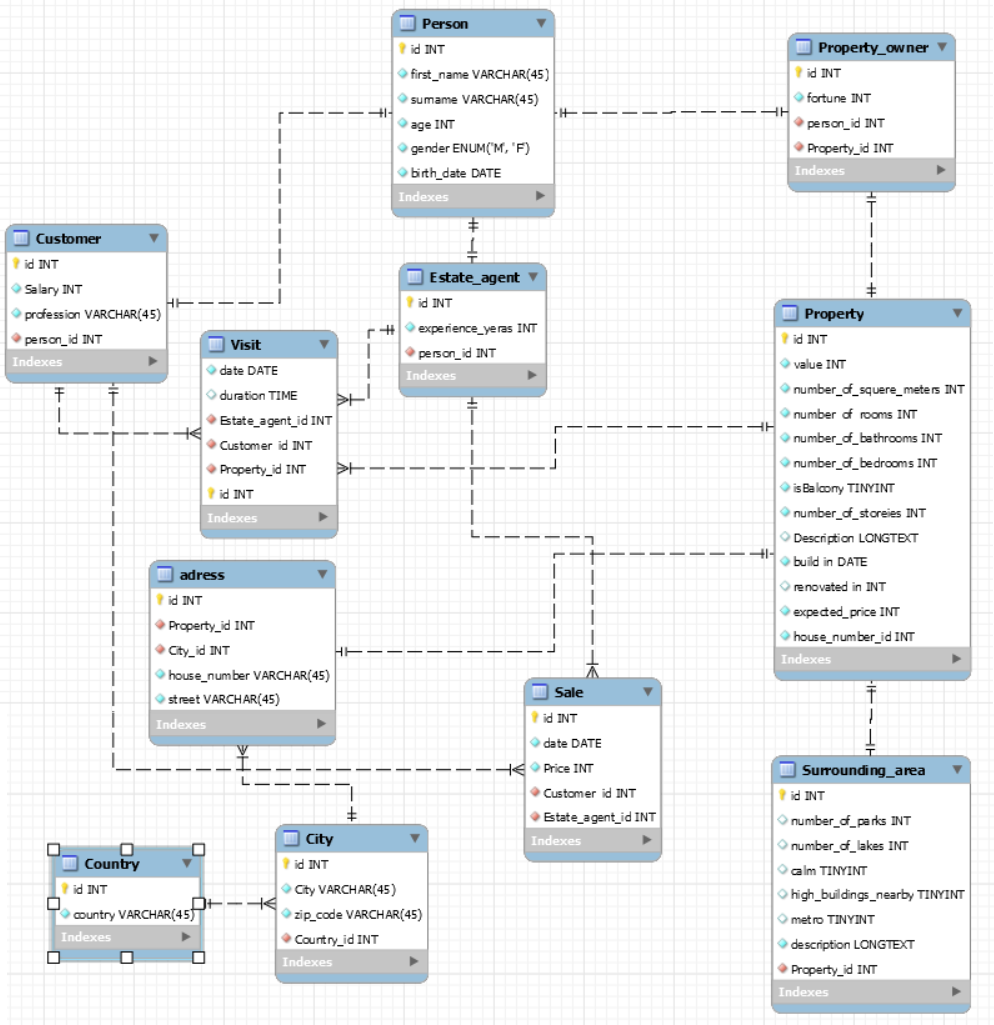 Person
id INT
first_name VARCHAR(45)
surname VARCHAR(45)
age INT
gender ENUM('M', 'F')
birth_date DATE
Indexes
Property_owner
id INT
fortune INT
person_id INT
Property_id INT
Indexes
Customer
id INT
Salary INT
profession VARCHAR(45)
person_id INT
Indexes
Estate_agent
id INT
experience_yeras INT
person_id INT
Indexes
Visit
date DATE
duration TIME
Estate_agent_id INT
Customer_id INT
Property_id INT
id INT
Indexes
Property
id INT
value INT
number_of_squere_meters INT
number_of_rooms INT
number_of_bathrooms INT
number_of_bedrooms INT
isBalcony TINYINT
number_of_storeies INT
Description LONGTEXT
build in DATE
renovated in INT
expected_price INT
house_number_id INT
Indexes
adress
id INT
Property_id INT
City_id INT
house_number VARCHAR(45)
street VARCHAR(45)
Indexes
Sale
id INT
date DATE
Price INT
Customer_id INT
Estate_agent_id INT
Indexes
Surrounding_area
id INT
number_of_parks INT
number_of_lakes INT
calm TINYINT
high_buildings_nearby TINYINT
metro TINYINT
description LONGTEXT
Property_id INT
Indexes
City
id INT
City VARCHAR(45)
zip_code VARCHAR(45)
Country_id INT
Indexes
Country
id INT
country VARCHAR(45)
Indexes